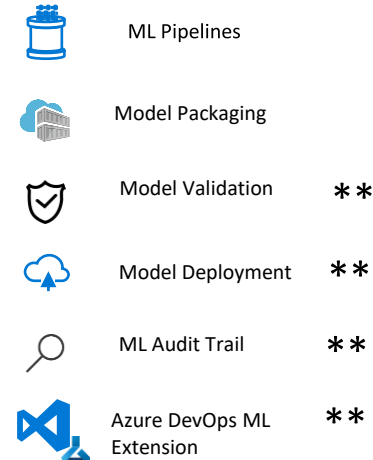 ML Pipelines
Model Packaging
Model Validation **
Model Deployment **
ML Audit Trail **
Azure DevOps ML **
Extension